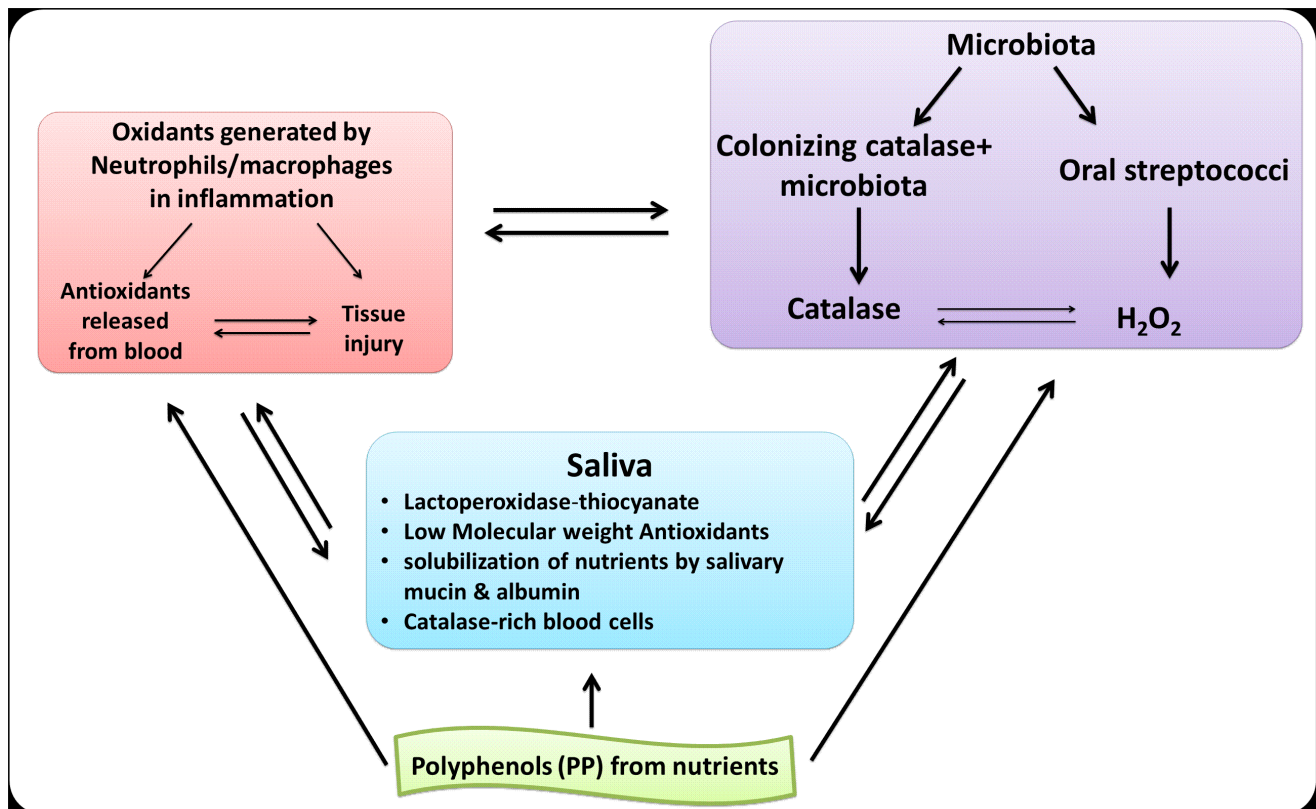 Microbiota
Colonizing catalase+
microbiota
Oral streptococci
Catalase
H₂O₂
Oxidants generated by
Neutrophils/macrophages
in inflammation
Antioxidants
released
from blood
Tissue
injury
Saliva
• Lactoperoxidase-thiocyanate
• Low Molecular weight Antioxidants
• solubilization of nutrients by salivary
mucin & albumin
• Catalase-rich blood cells
Polyphenols (PP) from nutrients